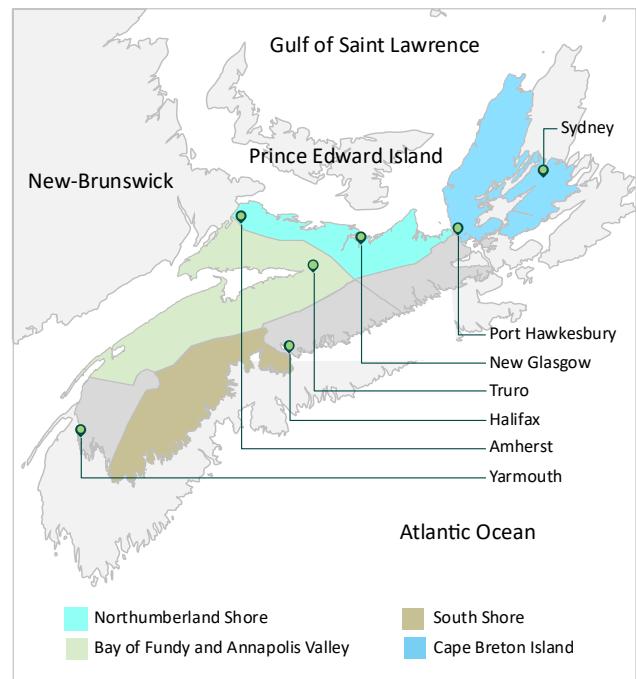 Gulf of Saint Lawrence
Sydney
Prince Edward Island
New-Brunswick
Port Hawkesbury
New Glasgow
Truro
Halifax
Amherst
Yarmouth
Atlantic Ocean
Northumberland Shore
South Shore
Bay of Fundy and Annapolis Valley
Cape Breton Island